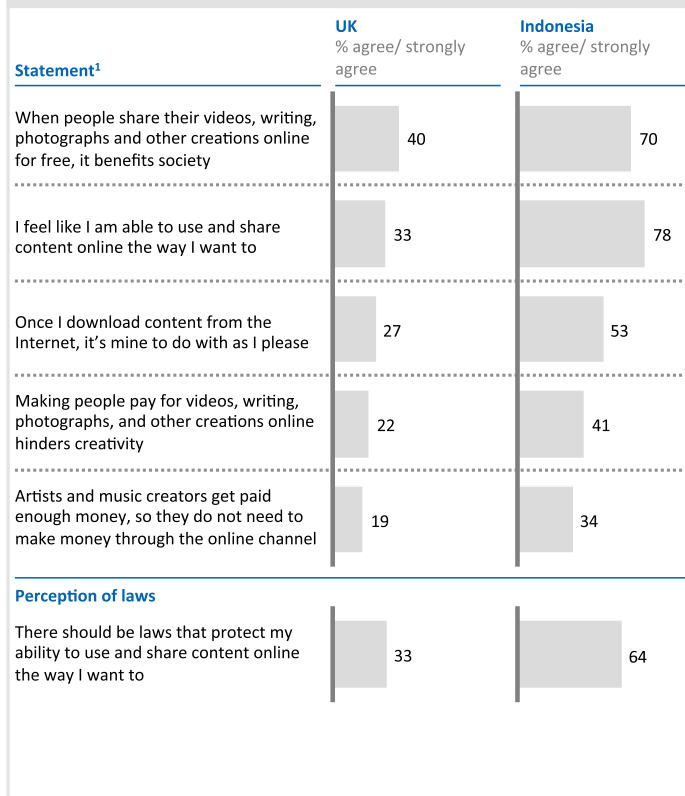 UK
Indonesia
% agree/ strongly
agree
% agree/ strongly
agree
Statement1
When people share their videos, writing,
photographs and other creations online
for free, it benefits society
40
70
I feel like I am able to use and share
content online the way I want to
33
78
Once I download content from the
Internet, it’s mine to do with as I please
27
53
Making people pay for videos, writing,
photographs, and other creations online
hinders creativity
22
41
Artists and music creators get paid
enough money, so they do not need to
make money through the online channel
19
34
Perception of laws
There should be laws that protect my
ability to use and share content online
the way I want to
33
64